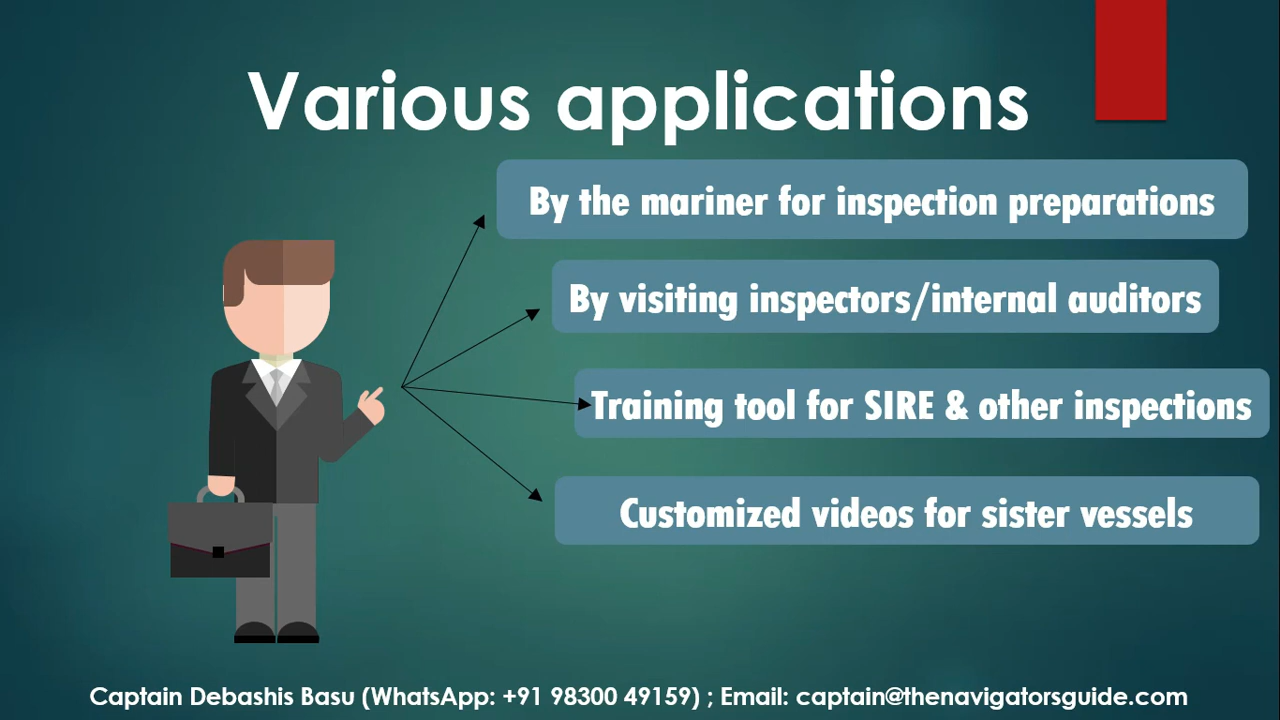 Various applications
By the mariner for inspection preparations
By visiting inspectors/internal auditors
Training tool for SIRE & other inspections
Customized videos for sister vessels
Captain Debashis Basu (WhatsApp: +91 98300 49159) ; Email: captain@thenavigatorsguide.com